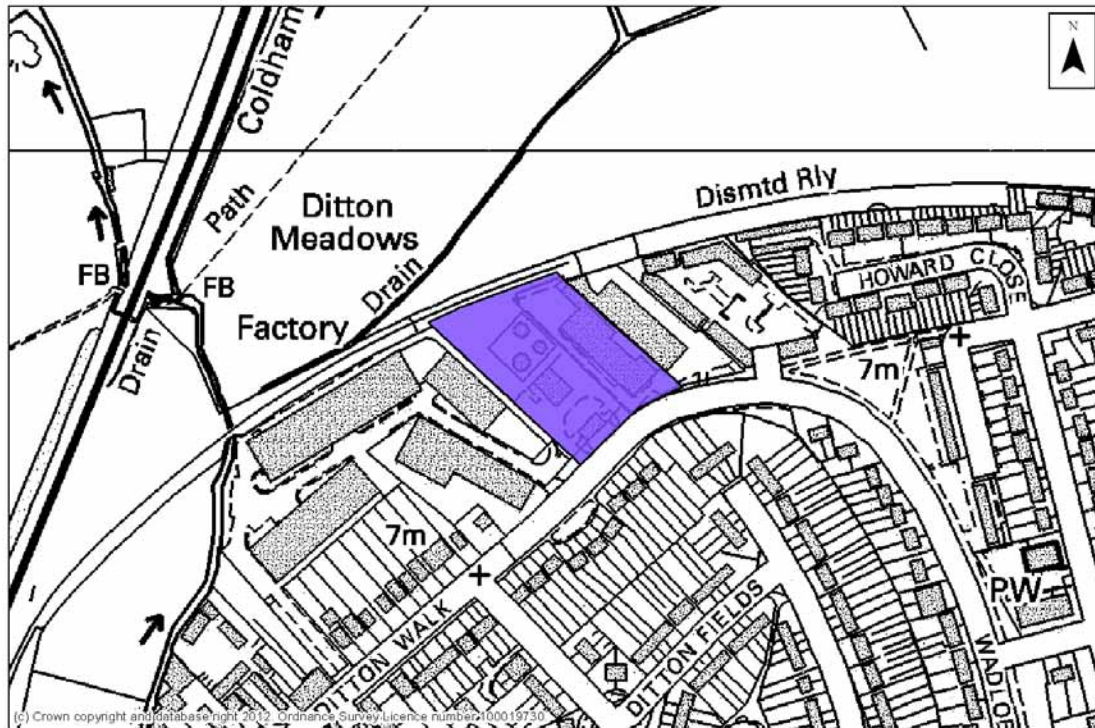 N
Coldham
Path
Dismtd Rly
Ditton
Meadows
FB
FB
Drain
HOWARD CLOSE
Factory
Drain
7m
7m
PW
DITTON WALK
DITTON FIELDS
WADLOE
(c) Crown copyright and database right 2012. Ordnance Survey Licence number 100019730